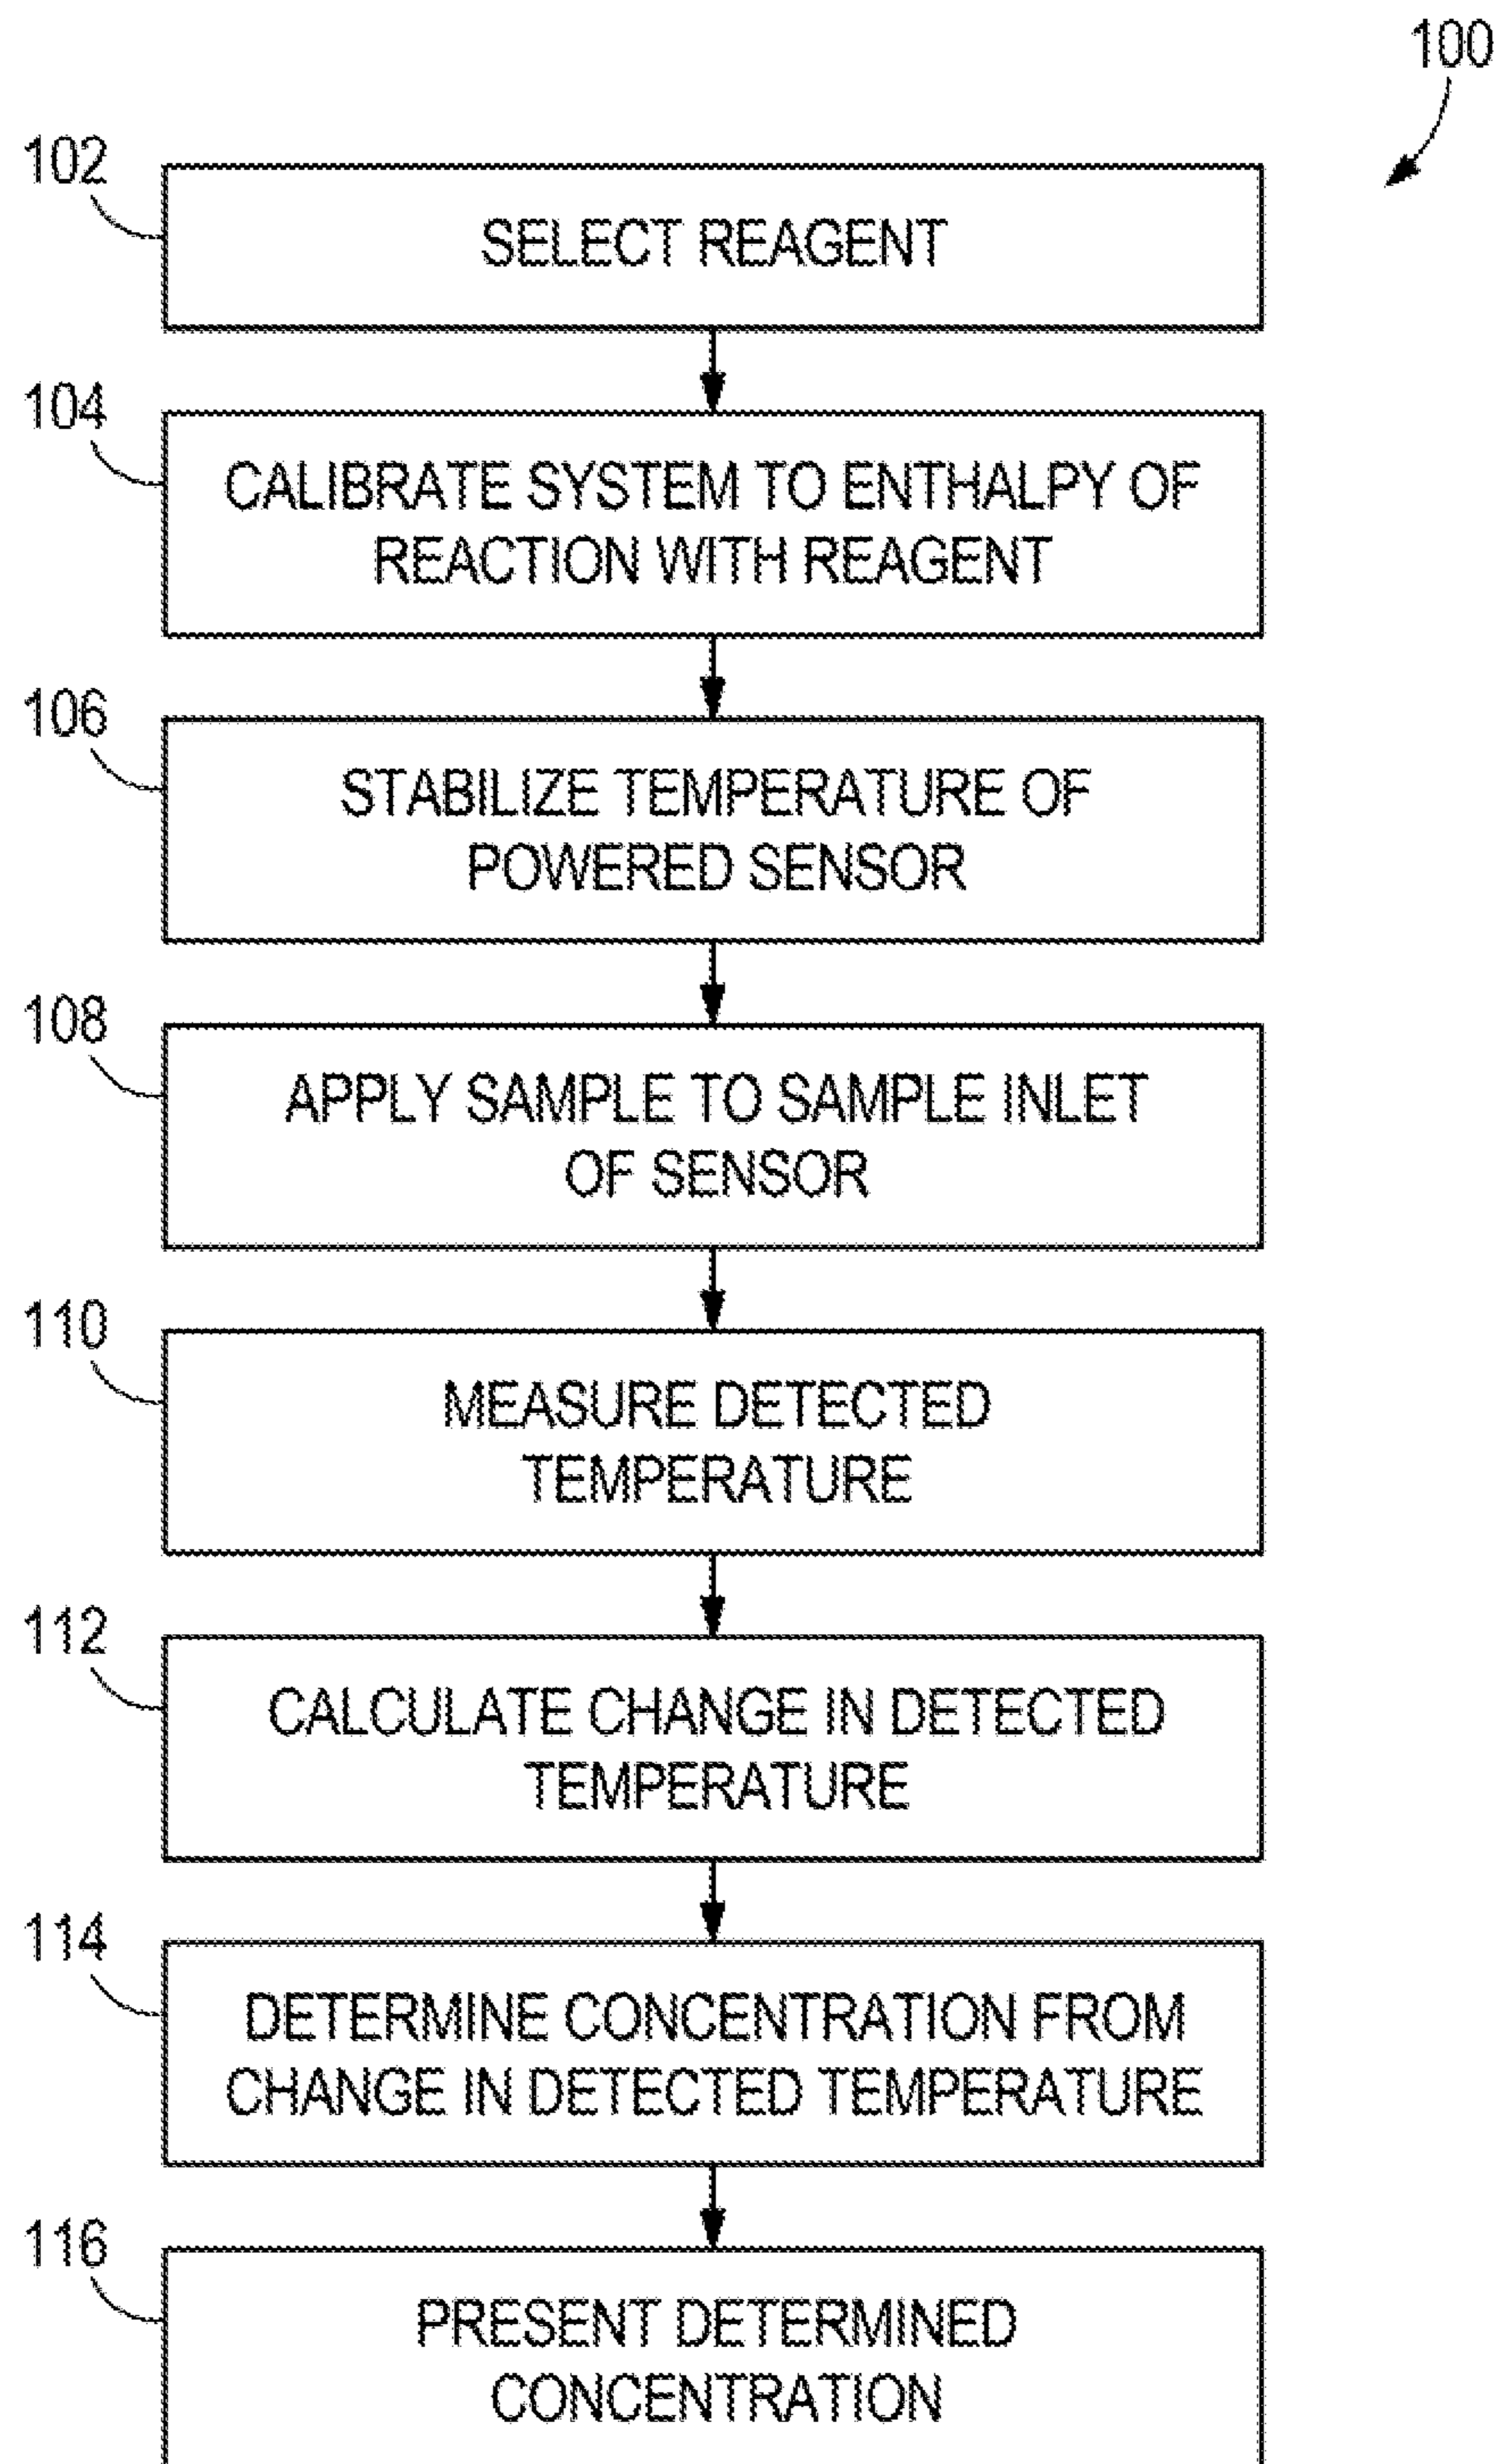 100
102
SELECT REAGENT
104
CALIBRATE SYSTEM TO ENTHALPY OF
REACTION WITH REAGENT
106
STABILIZE TEMPERATURE OF
POWERED SENSOR
108
APPLY SAMPLE TO SAMPLE INLET
OF SENSOR
110
MEASURE DETECTED
TEMPERATURE
112
CALCULATE CHANGE IN DETECTED
TEMPERATURE
114
DETERMINE CONCENTRATION FROM
CHANGE IN DETECTED TEMPERATURE
116
PRESENT DETERMINED
CONCENTRATION